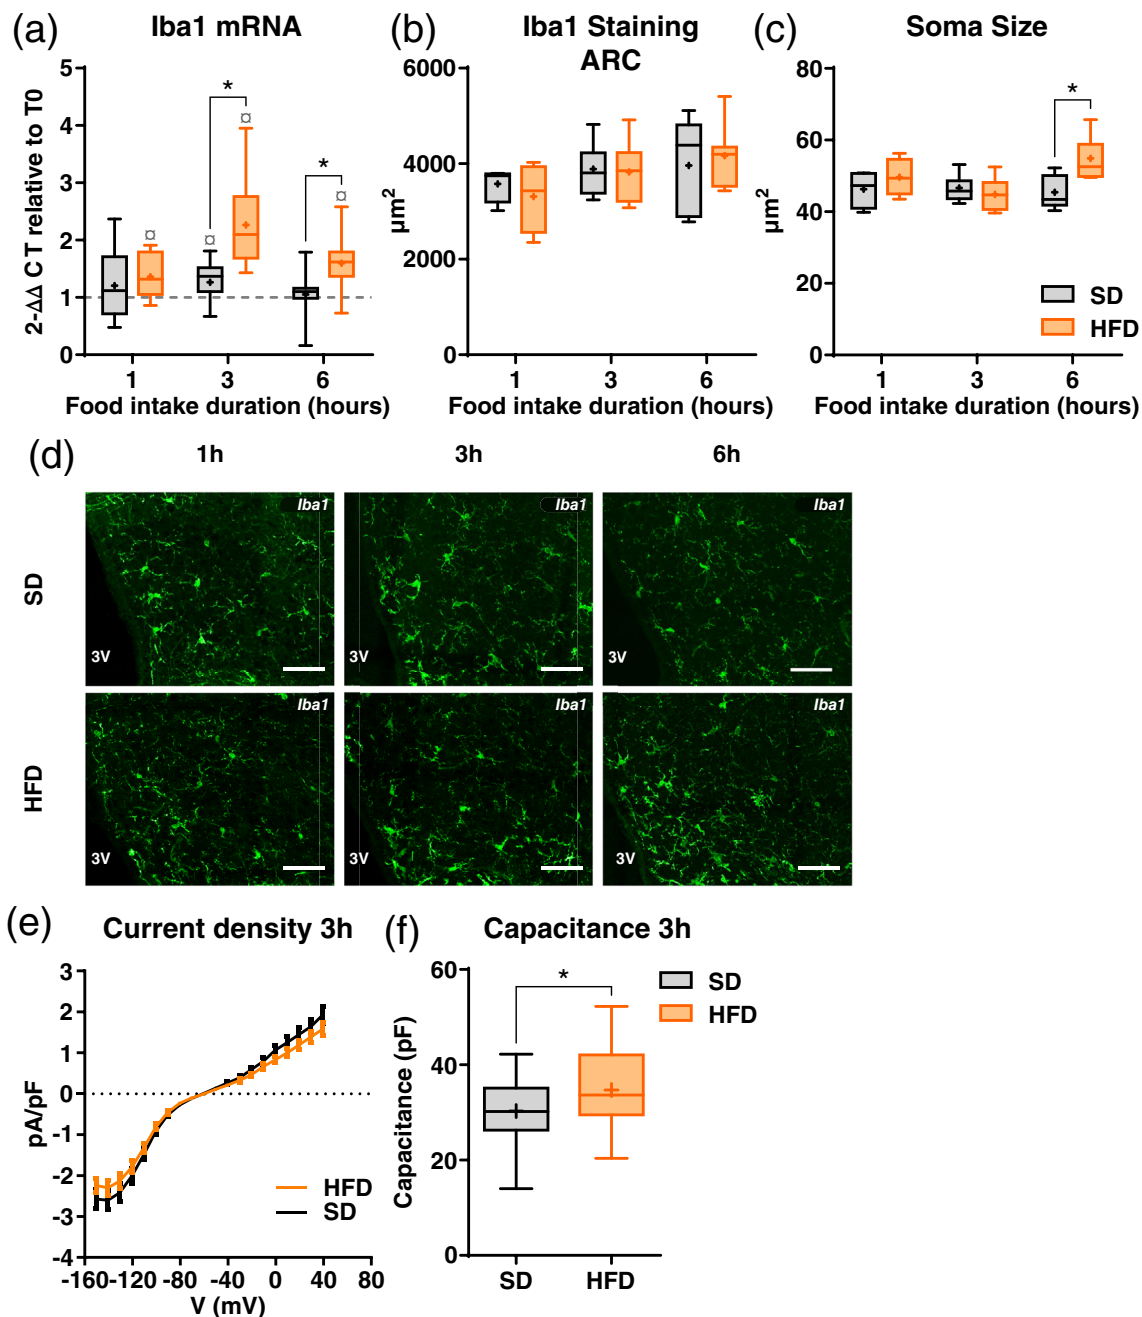 (a) Iba1 mRNA
2-ΔΔ CT relative to T0
5
4
3
2
1
0
*
¤
¤
¤
*
¤
1 3 6
Food intake duration (hours)
(b) Iba1 Staining
ARC
µm2
6000
4000
2000
0
1 3 6
Food intake duration (hours)
(c) Soma Size
µm2
80
60
40
20
0
*
SD
HFD
1 3 6
Food intake duration (hours)
(d) 1h 3h 6h
SD
Iba1 Iba1 Iba1
3V 3V 3V
HFD
Iba1 Iba1 Iba1
3V 3V 3V
(e) Current density 3h
pA/pF
3
2
1
0
-1
-2
-3
-4
HFD
SD
-160 -120 -80 -40 0 40 80
V (mV)
(f) Capacitance 3h
Capacitance (pF)
60
40
20
0
*
SD
HFD
SD HFD